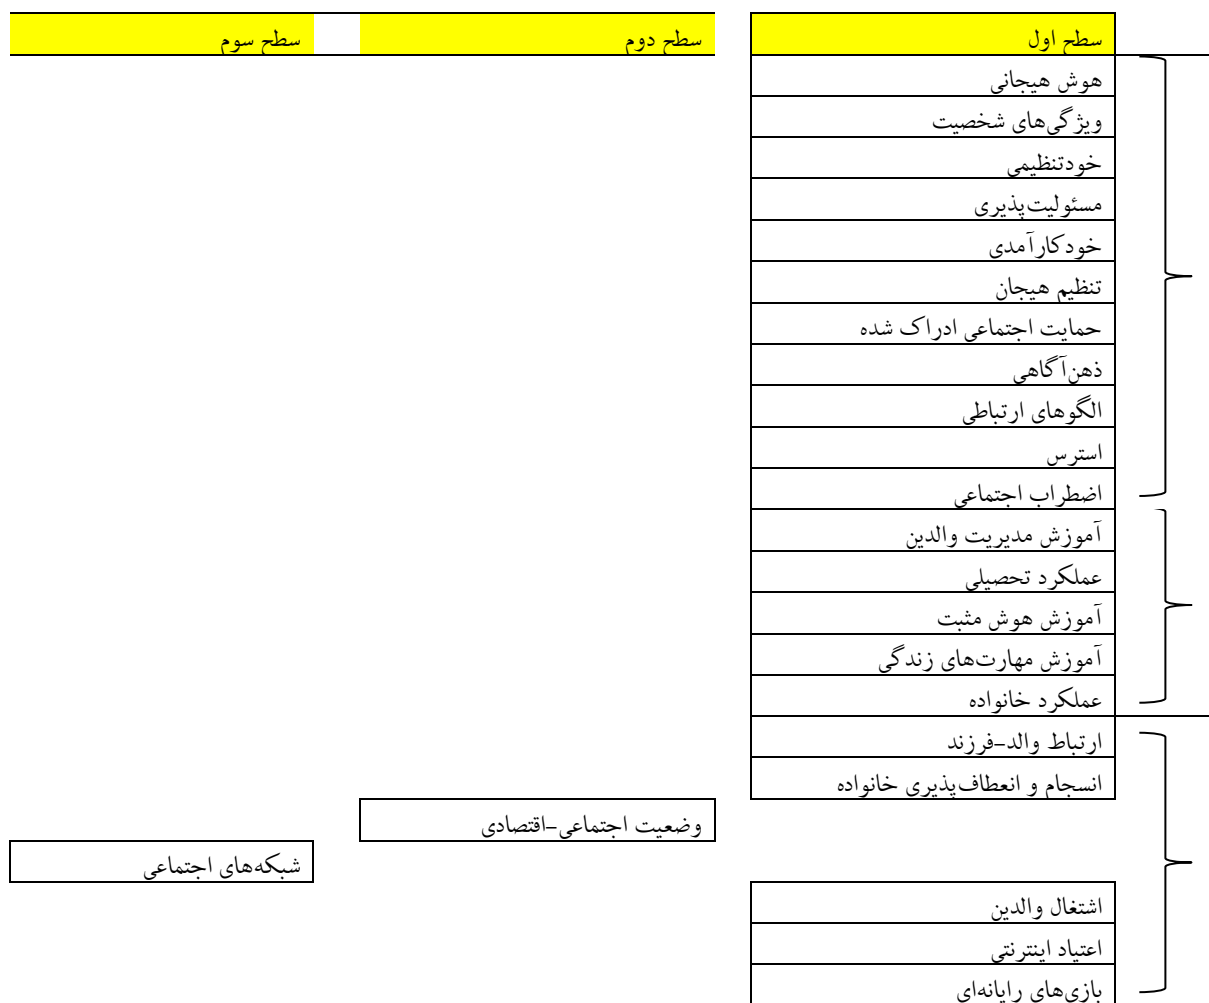 سطح اول
سطح دوم
سطح سوم
هوش هیجانی
ویژگی‌های شخصیت
خودتنظیمی
مسئولیت‌پذیری
خودکارآمدی
تنظیم هیجان
حمایت اجتماعی ادراک شده
ذهن‌آگاهی
الگوهای ارتباطی
استرس
اضطراب اجتماعی
آموزش مدیریت والدین
عملکرد تحصیلی
آموزش هوش مثبت
آموزش مهارت‌های زندگی
عملکرد خانواده
ارتباط والد-فرزند
انسجام و انعطاف‌پذیری خانواده
وضعیت اجتماعی-اقتصادی
شبکه‌های اجتماعی
اشتغال والدین
اعتیاد اینترنتی
بازی‌های رایانه‌ای